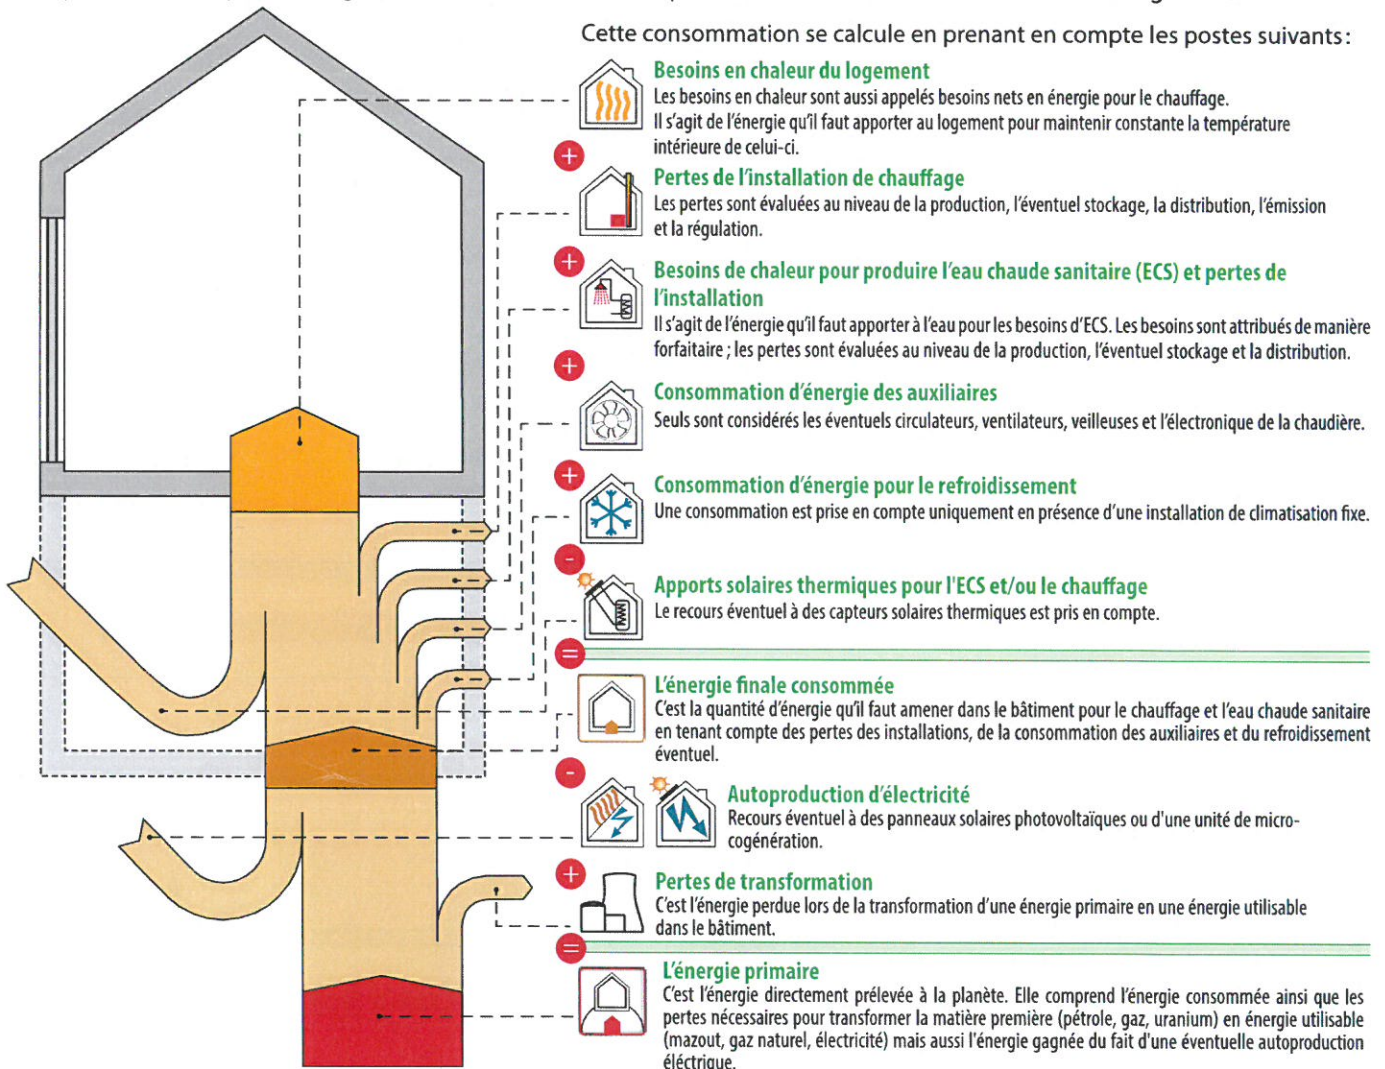 Cette consommation se calcule en prenant en compte les postes suivants :
Besoins en chaleur du logement
Les besoins en chaleur sont aussi appelés besoins nets en énergie pour le chauffage.
Il s'agit de l'énergie qu'il faut apporter au logement pour maintenir constante la température
intérieure de celui-ci.
+
Pertes de l'installation de chauffage
Les pertes sont évaluées au niveau de la production, l'éventuel stockage, la distribution, l'émission
et la régulation.
+
Besoins de chaleur pour produire l'eau chaude sanitaire (ECS) et pertes de
l'installation
Il s'agit de l'énergie qu'il faut apporter à l'eau pour les besoins d'ECS. Les besoins sont attribués de manière
forfaitaire ; les pertes sont évaluées au niveau de la production, l'éventuel stockage et la distribution.
+
Consommation d'énergie des auxiliaires
Seuls sont considérés les éventuels circulateurs, ventilateurs, veilleuses et l'électronique de la chaudière.
+
Consommation d'énergie pour le refroidissement
Une consommation est prise en compte uniquement en présence d'une installation de climatisation fixe.
-
Apports solaires thermiques pour l'ECS et/ou le chauffage
Le recours éventuel à des capteurs solaires thermiques est pris en compte.
=
L'énergie finale consommée
C'est la quantité d'énergie qu'il faut amener dans le bâtiment pour le chauffage et l'eau chaude sanitaire
en tenant compte des pertes des installations, de la consommation des auxiliaires et du refroidissement
éventuel.
-
Autoproduction d'électricité
Recours éventuel à des panneaux solaires photovoltaïques ou d'une unité de micro-
cogénération.
+
Pertes de transformation
C'est l'énergie perdue lors de la transformation d'une énergie primaire en une énergie utilisable
dans le bâtiment.
=
L'énergie primaire
C'est l'énergie directement prélevée à la planète. Elle comprend l'énergie consommée ainsi que les
pertes nécessaires pour transformer la matière première (pétrole, gaz, uranium) en énergie utilisable
(mazout, gaz naturel, électricité) mais aussi l'énergie gagnée du fait d'une éventuelle autoproduction
éléctrique.